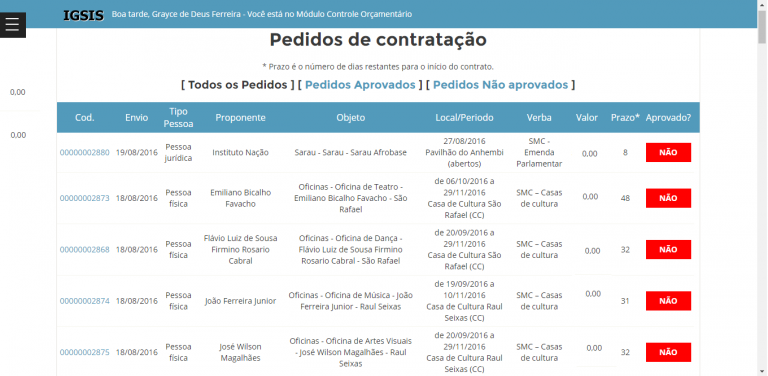 IGSIS Boa tarde, Grayce de Deus Ferreira - Você está no Módulo Controle Orçamentário
Pedidos de contratação
* Prazo é o número de dias restantes para o início do contrato.
[ Todos os Pedidos ] [ Pedidos Aprovados ] [ Pedidos Não aprovados ]
0,00
0,00
Cod. Envio Tipo Pessoa Proponente Objeto Local/Periodo Verba Valor Prazo* Aprovado?
00000002880 19/08/2016 Pessoa jurídica Instituto Nação Sarau - Sarau - Sarau Afrobase 27/08/2016 Pavilhão do Anhembi (abertos) SMC - Emenda Parlamentar 0,00 8 NÃO
00000002873 18/08/2016 Pessoa física Emiliano Bicalho Favacho Oficinas - Oficina de Teatro - Emiliano Bicalho Favacho - São Rafael de 06/10/2016 a 29/11/2016 Casa de Cultura São Rafael (CC) SMC – Casas de cultura 0,00 48 NÃO
00000002868 18/08/2016 Pessoa física Flávio Luiz de Sousa Firmino Rosario Cabral Oficinas - Oficina de Dança - Flávio Luiz de Sousa Firmino Rosario Cabral - São Rafael de 20/09/2016 a 29/11/2016 Casa de Cultura São Rafael (CC) SMC – Casas de cultura 0,00 32 NÃO
00000002874 18/08/2016 Pessoa física João Ferreira Junior Oficinas - Oficina de Música - João Ferreira Junior - Raul Seixas de 19/09/2016 a 10/11/2016 Casa de Cultura Raul Seixas (CC) SMC – Casas de cultura 0,00 31 NÃO
00000002875 18/08/2016 Pessoa física José Wilson Magalhães Oficinas - Oficina de Artes Visuais - José Wilson Magalhães - Raul Seixas de 20/09/2016 a 29/11/2016 Casa de Cultura Raul Seixas (CC) SMC – Casas de cultura 0,00 32 NÃO